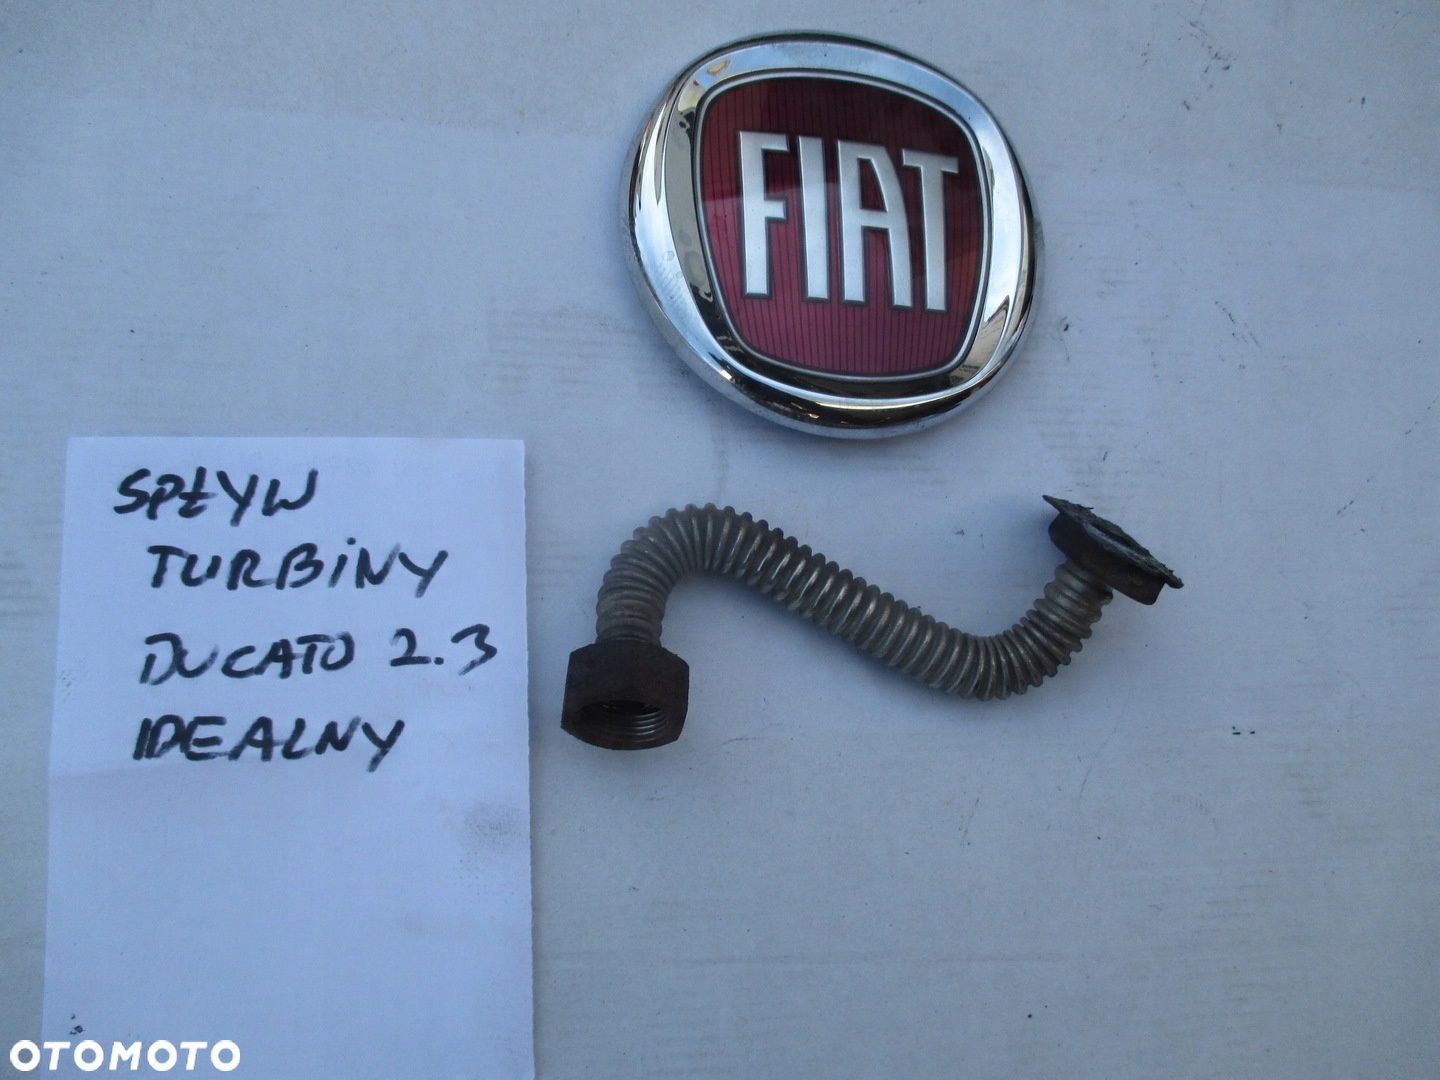 FIAT
SPŁYW
TURBINY
DUCATO 2.3
IDEALNY
OTOMOTO